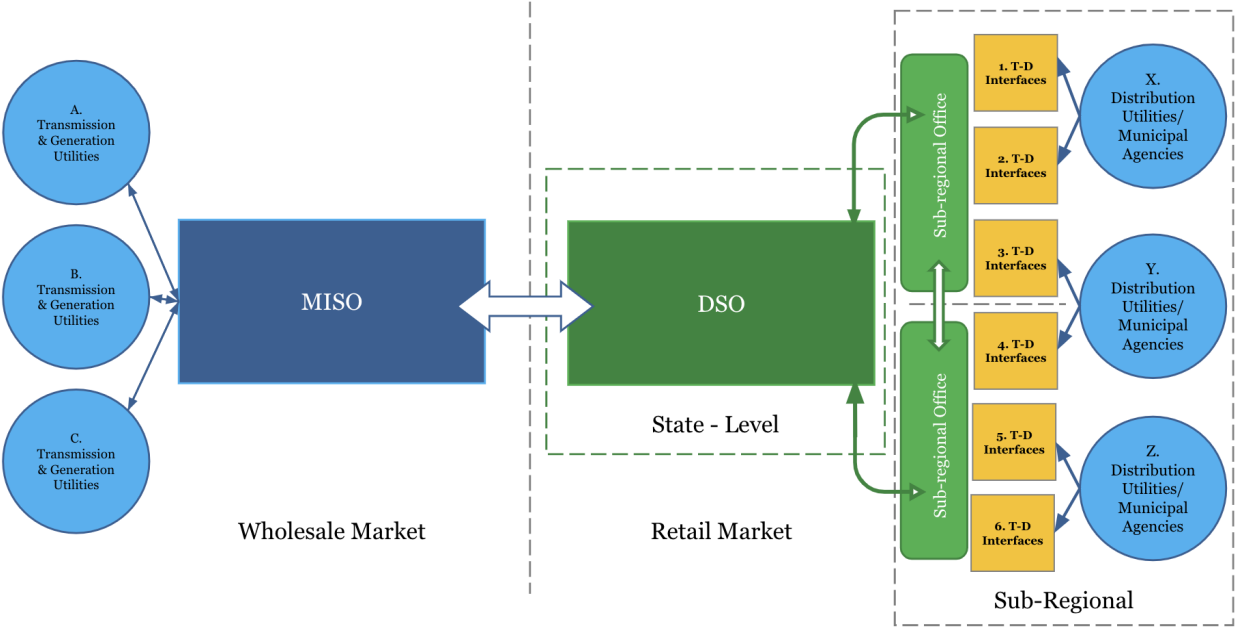 A.
Transmission
& Generation
Utilities
B.
Transmission
& Generation
Utilities
C.
Transmission
& Generation
Utilities
MISO
Wholesale Market
DSO
State - Level
Retail Market
Sub-regional Office
Sub-regional Office
1. T-D
Interfaces
2. T-D
Interfaces
3. T-D
Interfaces
4. T-D
Interfaces
5. T-D
Interfaces
6. T-D
Interfaces
X.
Distribution
Utilities/
Municipal
Agencies
Y.
Distribution
Utilities/
Municipal
Agencies
Z.
Distribution
Utilities/
Municipal
Agencies
Sub-Regional